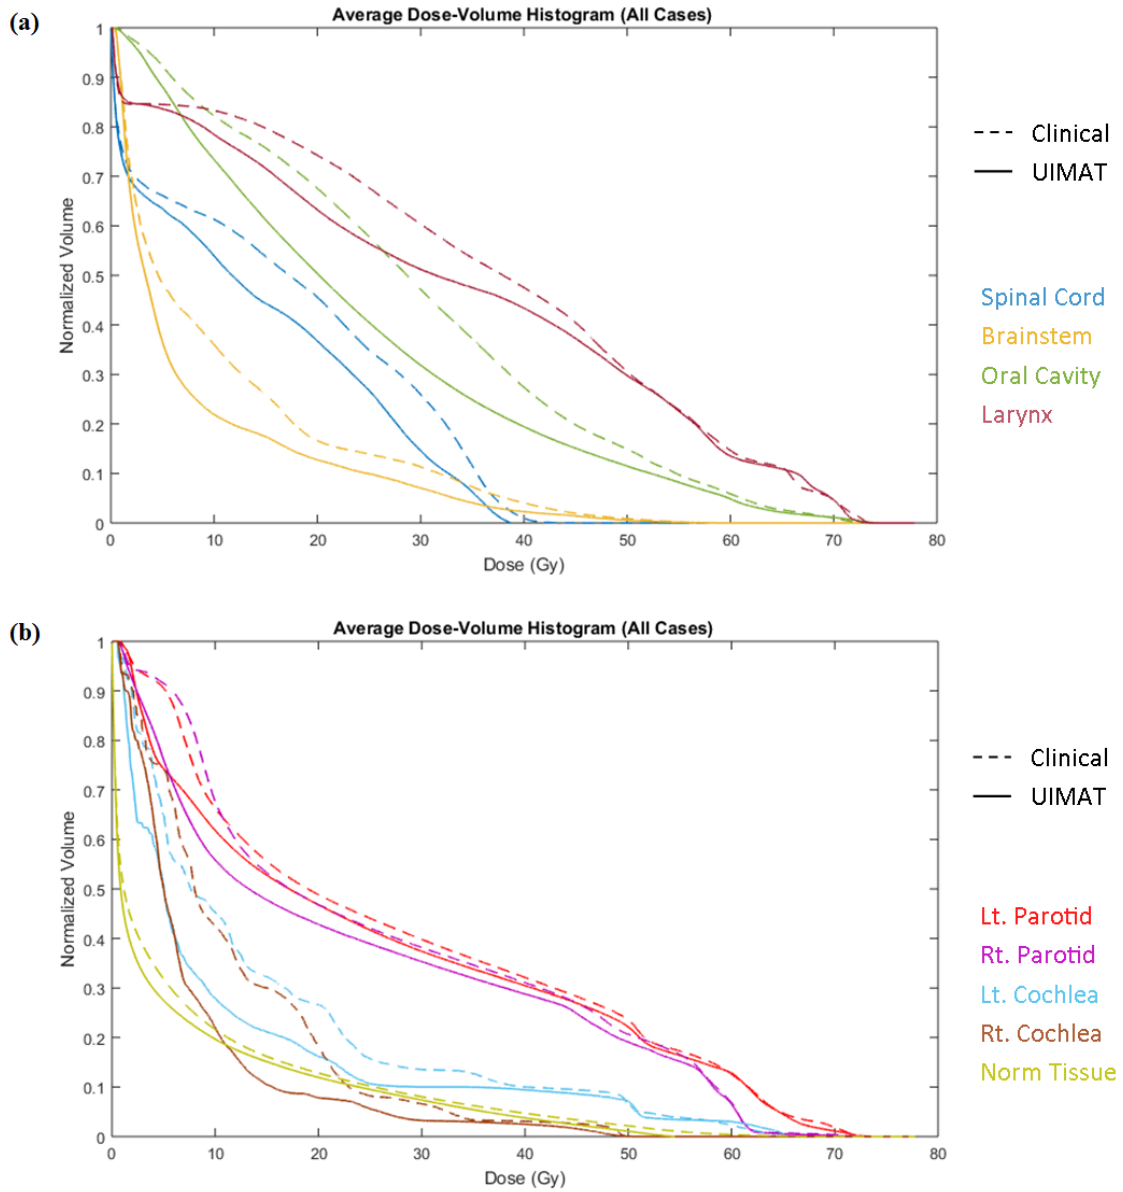 (a)
Average Dose-Volume Histogram (All Cases)
1
0.9
0.8
0.7
0.6
0.5
0.4
0.3
0.2
0.1
0
Normalized Volume
0 10 20 30 40 50 60 70 80
Dose (Gy)
Clinical
UIMAT
Spinal Cord
Brainstem
Oral Cavity
Larynx
(b)
Average Dose-Volume Histogram (All Cases)
1
0.9
0.8
0.7
0.6
0.5
0.4
0.3
0.2
0.1
0
Normalized Volume
0 10 20 30 40 50 60 70 80
Dose (Gy)
Clinical
UIMAT
Lt. Parotid
Rt. Parotid
Lt. Cochlea
Rt. Cochlea
Norm Tissue